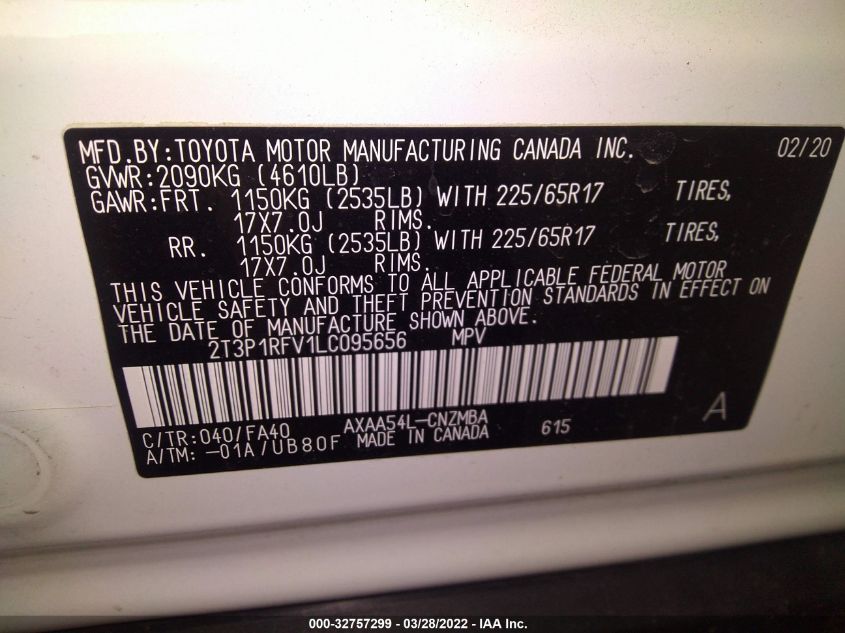 MFD.BY:TOYOTA MOTOR MANUFACTURING CANADA INC. 02/20
GVWR:2090KG (4610LB)
GAWR:FRT. 1150KG (2535LB) WITH 225/65R17 TIRES,
17X7.0J RIMS.
RR. 1150KG (2535LB) WITH 225/65R17 TIRES,
17X7.0J RIMS.
THIS VEHICLE CONFORMS TO ALL APPLICABLE FEDERAL MOTOR
VEHICLE SAFETY AND THEFT PREVENTION STANDARDS IN EFFECT ON
THE DATE OF MANUFACTURE SHOWN ABOVE.
2T3P1RFV1LC095656 MPV
C/TR:040/FA40 AXAA54L-CNZMBA 615 A
A/TM: -01A/UB80F MADE IN CANADA
000-32757299 - 03/28/2022 - IAA Inc.